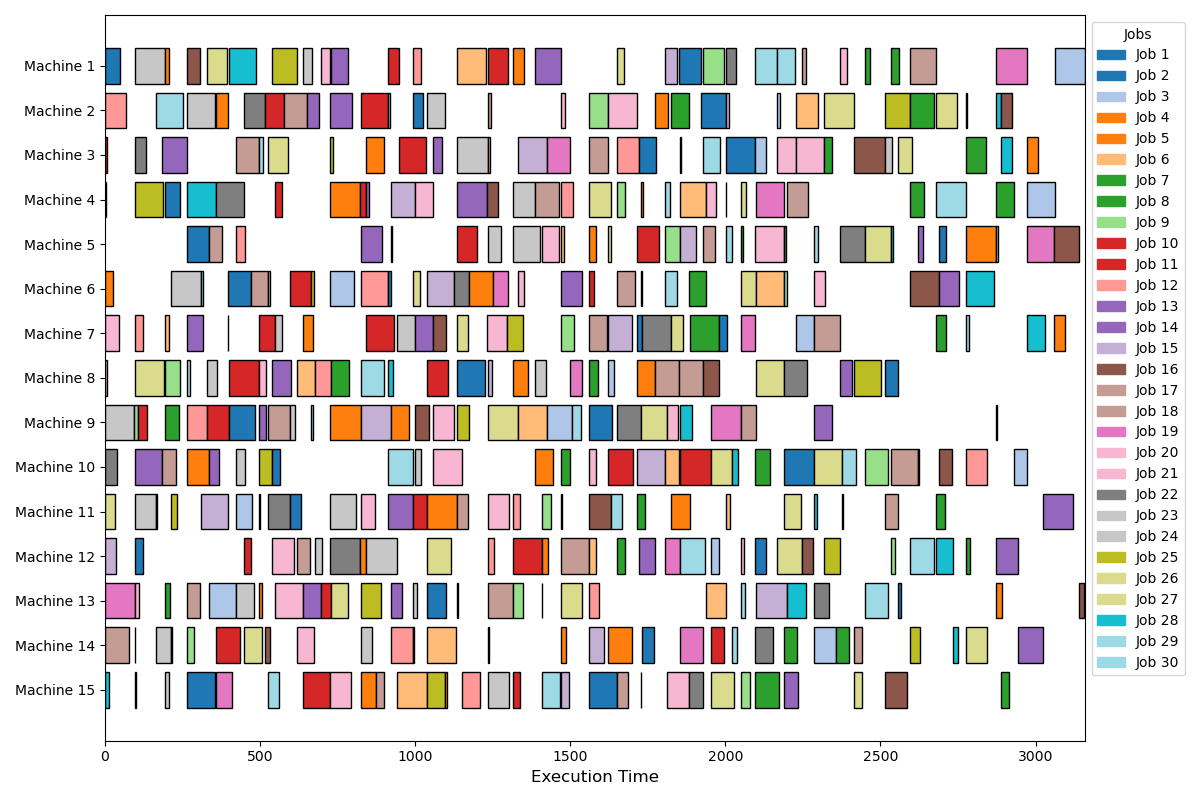 Machine 1
Machine 2
Machine 3
Machine 4
Machine 5
Machine 6
Machine 7
Machine 8
Machine 9
Machine 10
Machine 11
Machine 12
Machine 13
Machine 14
Machine 15
0 500 1000 1500 2000 2500 3000
Execution Time
Jobs
Job 1
Job 2
Job 3
Job 4
Job 5
Job 6
Job 7
Job 8
Job 9
Job 10
Job 11
Job 12
Job 13
Job 14
Job 15
Job 16
Job 17
Job 18
Job 19
Job 20
Job 21
Job 22
Job 23
Job 24
Job 25
Job 26
Job 27
Job 28
Job 29
Job 30